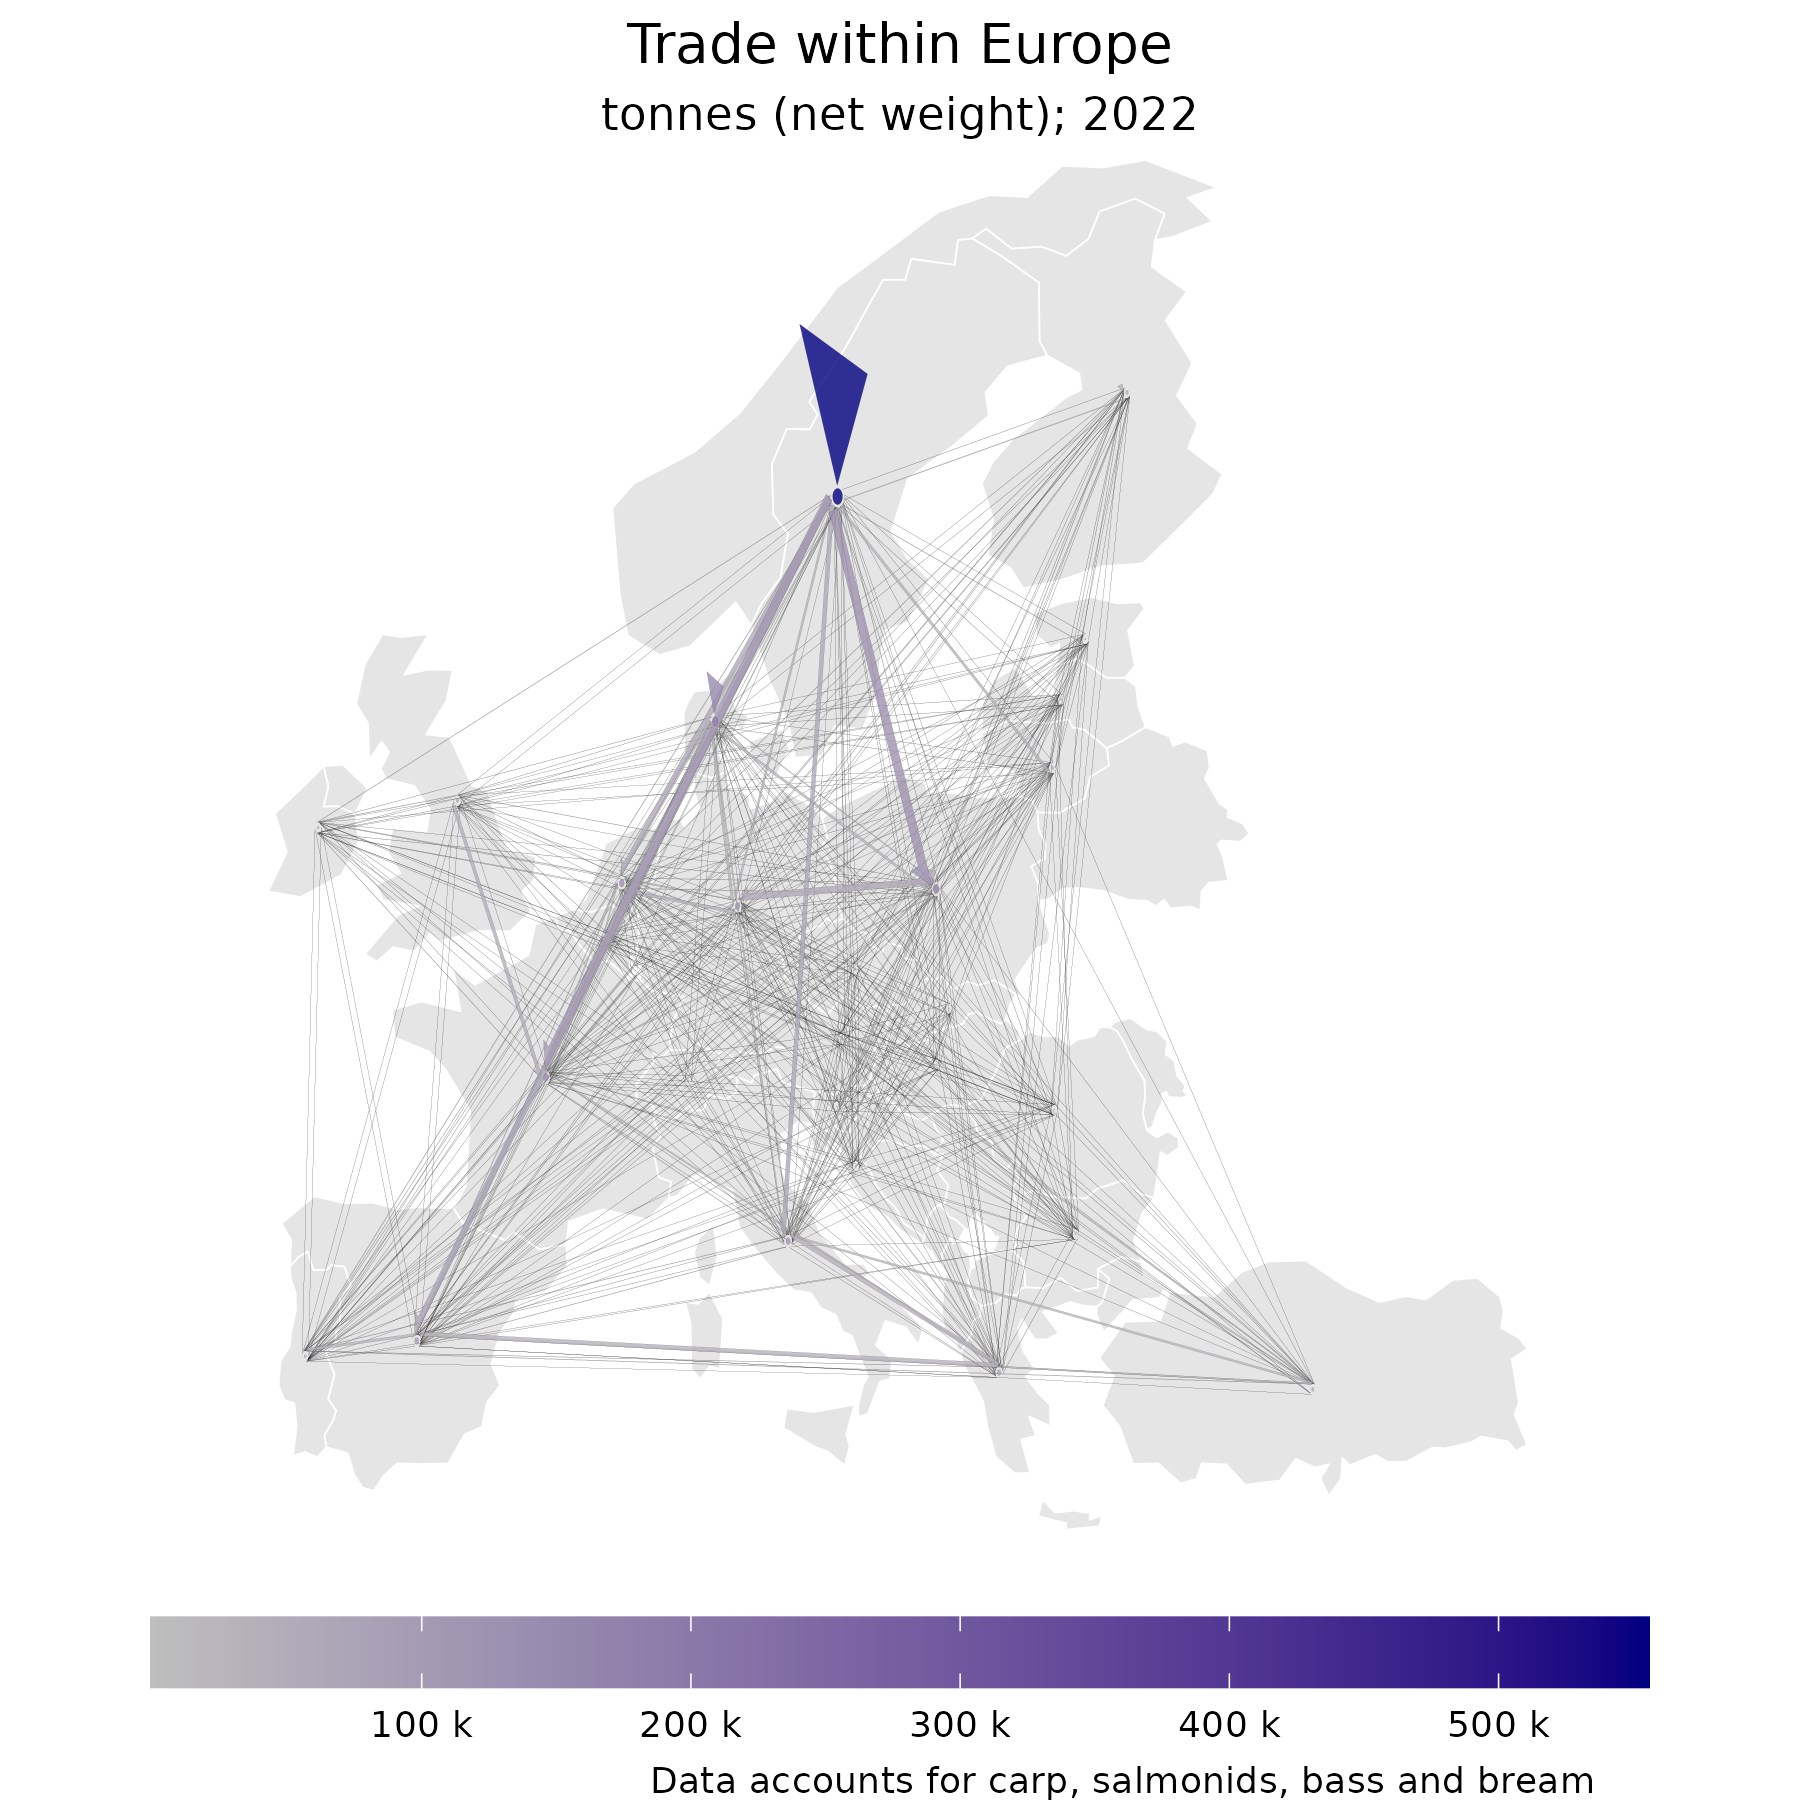 Trade within Europe
tonnes (net weight); 2022
100 k 200 k 300 k 400 k 500 k
Data accounts for carp, salmonids, bass and bream